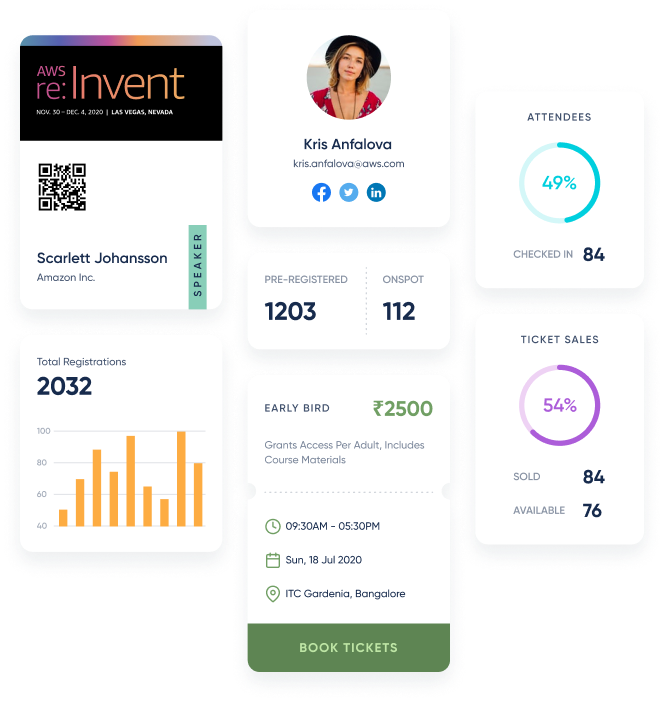 AWS
re:Invent
NOV. 30 – DEC. 4, 2020 | LAS VEGAS, NEVADA
Scarlett Johansson
Amazon Inc.
SPEAKER
Total Registrations
2032
100
80
60
40
Kris Anfalova
kris.anfalova@aws.com
PRE-REGISTERED
1203
ONSPOT
112
EARLY BIRD
₹2500
Grants Access Per Adult, Includes
Course Materials
09:30AM - 05:30PM
Sun, 18 Jul 2020
ITC Gardenia, Bangalore
BOOK TICKETS
ATTENDEES
49%
CHECKED IN 84
TICKET SALES
54%
SOLD 84
AVAILABLE 76